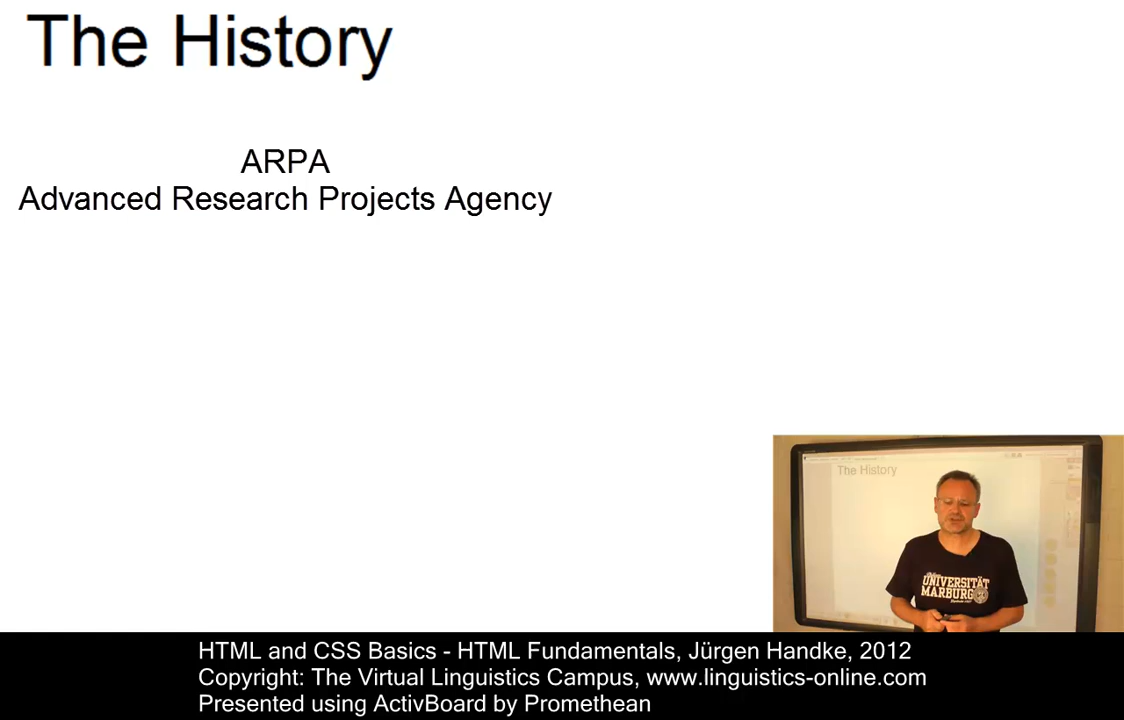 The History
ARPA
Advanced Research Projects Agency
The History
UNIVERSITÄT
MARBURG
HTML and CSS Basics - HTML Fundamentals, Jürgen Handke, 2012
Copyright: The Virtual Linguistics Campus, www.linguistics-online.com
Presented using ActivBoard by Promethean